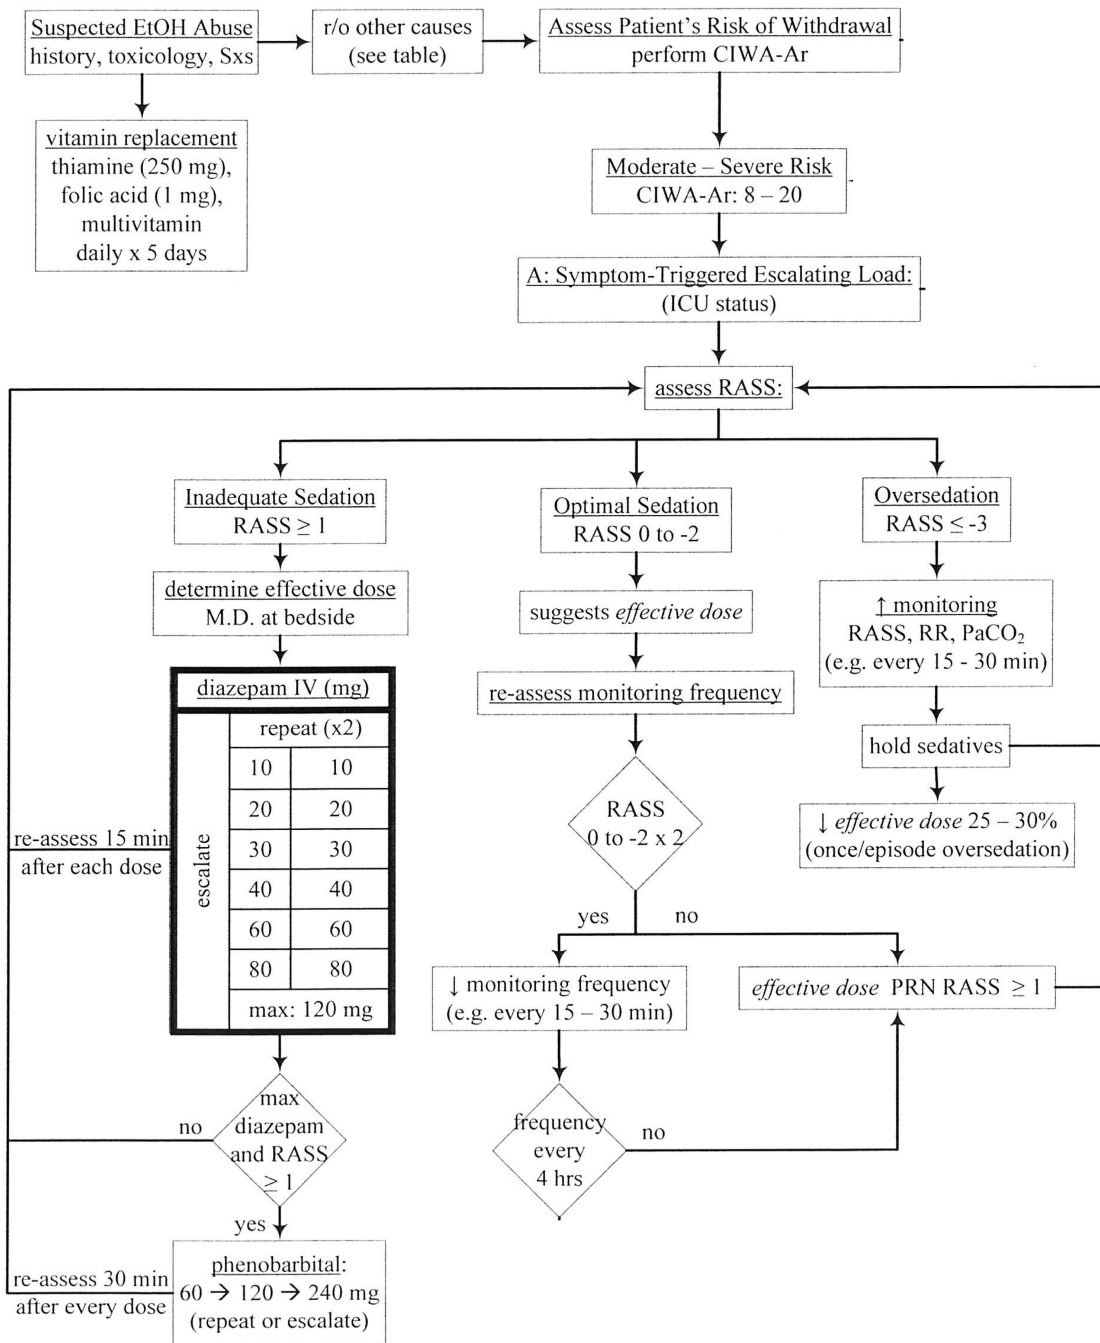 Suspected EtOH Abuse
history, toxicology, Sxs
r/o other causes
(see table)
Assess Patient's Risk of Withdrawal
perform CIWA-Ar
vitamin replacement
thiamine (250 mg),
folic acid (1 mg),
multivitamin
daily x 5 days
Moderate – Severe Risk
CIWA-Ar: 8 – 20
A: Symptom-Triggered Escalating Load:
(ICU status)
assess RASS:
Inadequate Sedation
RASS ≥ 1
determine effective dose
M.D. at bedside
diazepam IV (mg)
repeat (x2)
escalate
10 10
20 20
30 30
40 40
60 60
80 80
max: 120 mg
re-assess 15 min
after each dose
max
diazepam
and RASS
≥ 1
no
yes
phenobarbital:
60 → 120 → 240 mg
(repeat or escalate)
re-assess 30 min
after every dose
Optimal Sedation
RASS 0 to -2
suggests effective dose
re-assess monitoring frequency
RASS
0 to -2 x 2
yes
no
↓ monitoring frequency
(e.g. every 15 – 30 min)
effective dose PRN RASS ≥ 1
frequency
every
4 hrs
no
Oversedation
RASS ≤ -3
↑ monitoring
RASS, RR, PaCO₂
(e.g. every 15 - 30 min)
hold sedatives
↓ effective dose 25 – 30%
(once/episode oversedation)